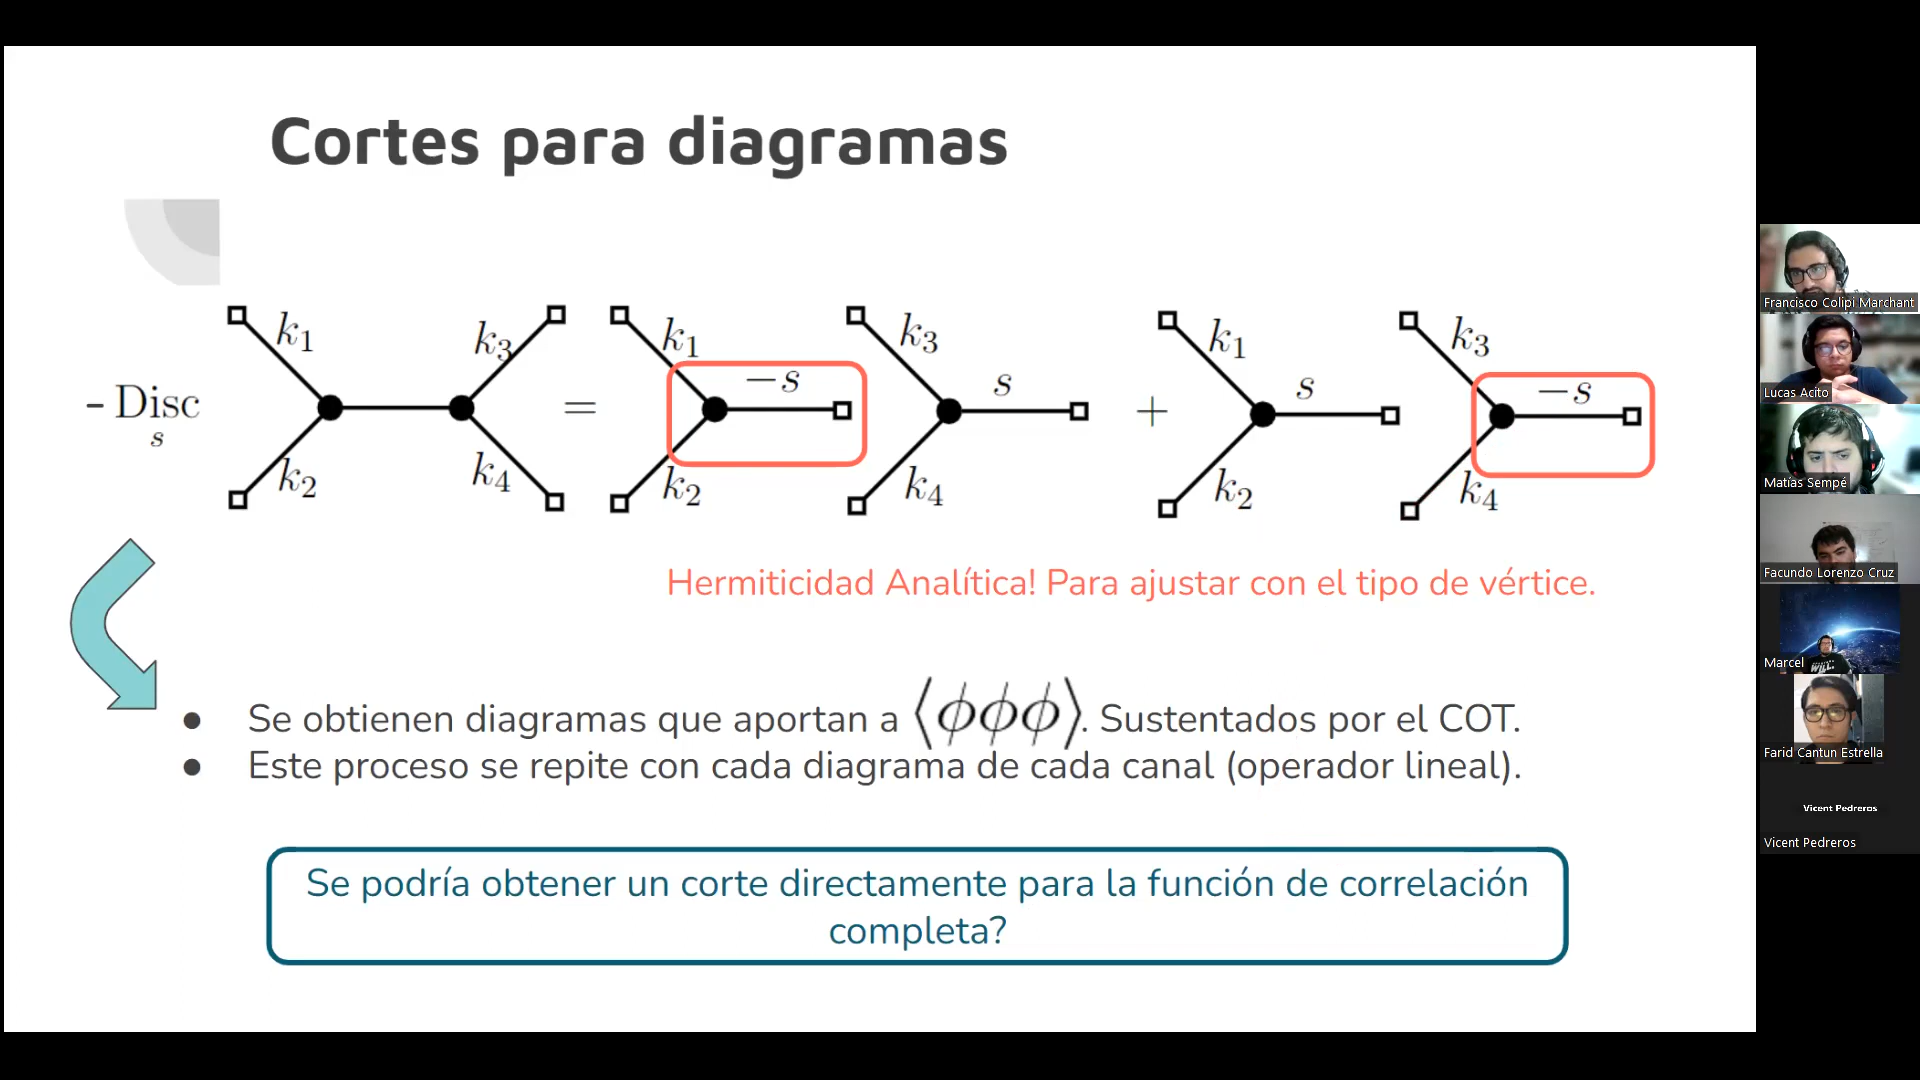 Cortes para diagramas
- Disc
s
k₁
k₂
k₃
k₄
=
k₁
k₂
−s
k₃
k₄
s
+
k₁
k₂
s
k₃
k₄
−s
Hermiticidad Analítica! Para ajustar con el tipo de vértice.
● Se obtienen diagramas que aportan a ⟨ϕϕϕ⟩. Sustentados por el COT.
● Este proceso se repite con cada diagrama de cada canal (operador lineal).
Se podría obtener un corte directamente para la función de correlación
completa?
Francisco Colipí Marchant
Lucas Acito
Matías Sempé
Facundo Lorenzo Cruz
Marcel
Farid Cantun Estrella
Vicent Pedreros
Vicent Pedreros